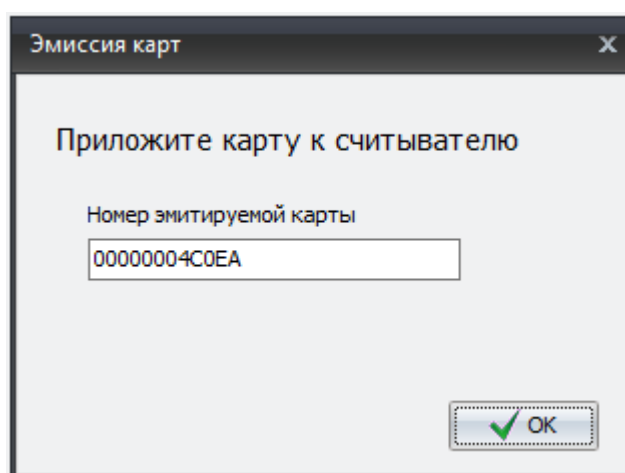 Эмиссия карт
Приложите карту к считывателю
Номер эмитируемой карты
00000004C0EA
OK